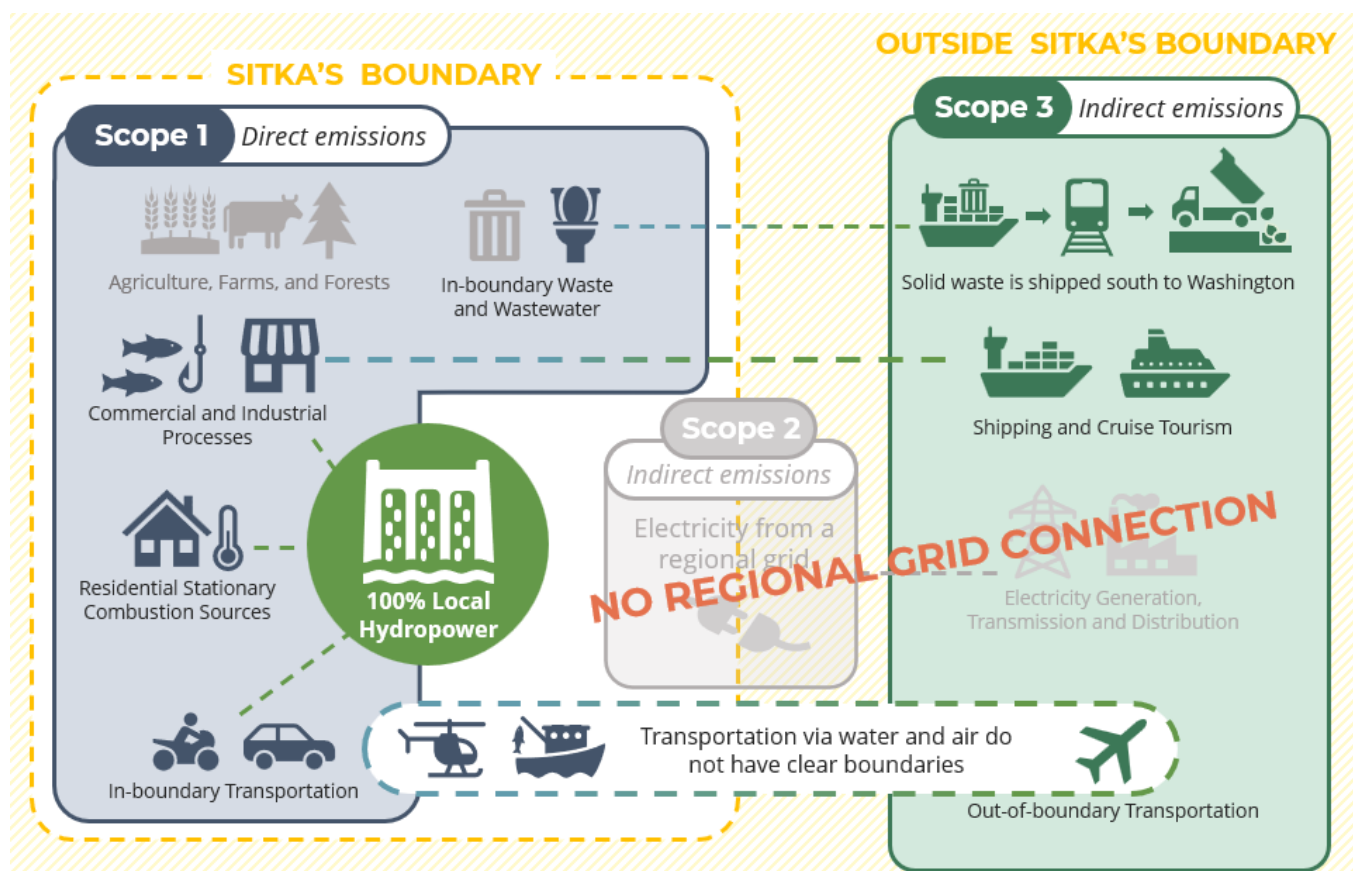 OUTSIDE SITKA'S BOUNDARY
SITKA'S BOUNDARY
Scope 1 Direct emissions
Agriculture, Farms, and Forests
In-boundary Waste
and Wastewater
Commercial and Industrial
Processes
Residential Stationary
Combustion Sources
100% Local
Hydropower
In-boundary Transportation
Scope 2
Indirect emissions
Electricity from a
regional grid
NO REGIONAL GRID CONNECTION
Scope 3 Indirect emissions
Solid waste is shipped south to Washington
Shipping and Cruise Tourism
Electricity Generation,
Transmission and Distribution
Transportation via water and air do
not have clear boundaries
Out-of-boundary Transportation